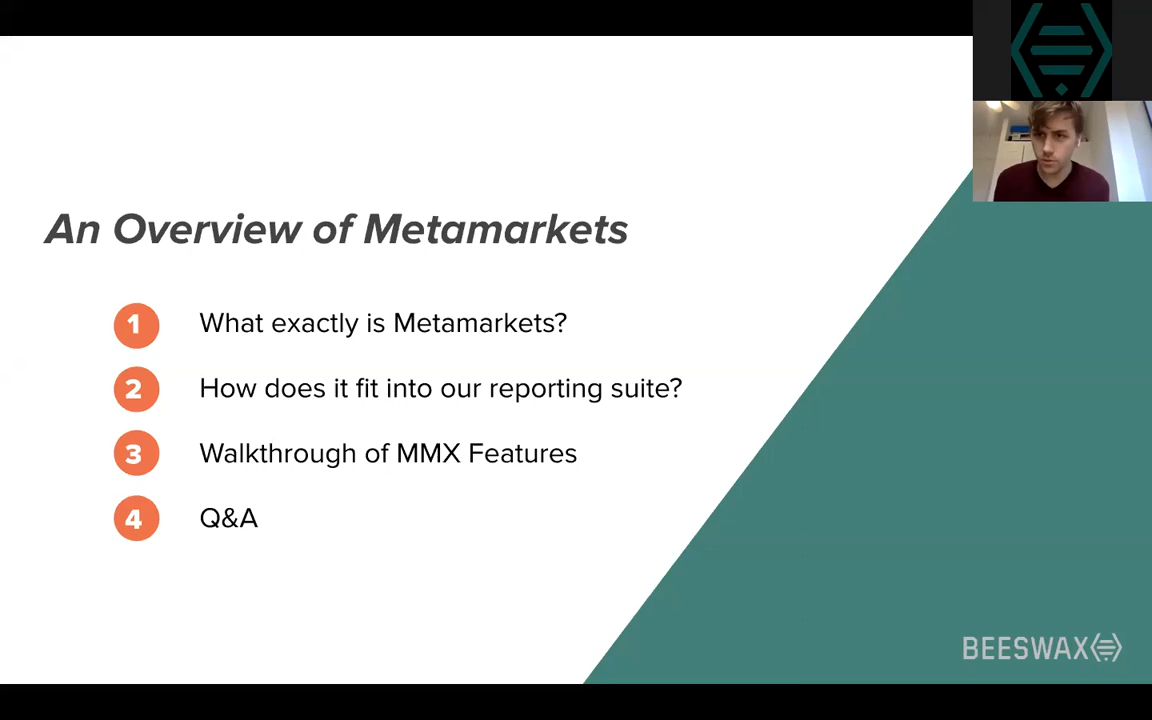 An Overview of Metamarkets
1 What exactly is Metamarkets?
2 How does it fit into our reporting suite?
3 Walkthrough of MMX Features
4 Q&A
BEESWAX